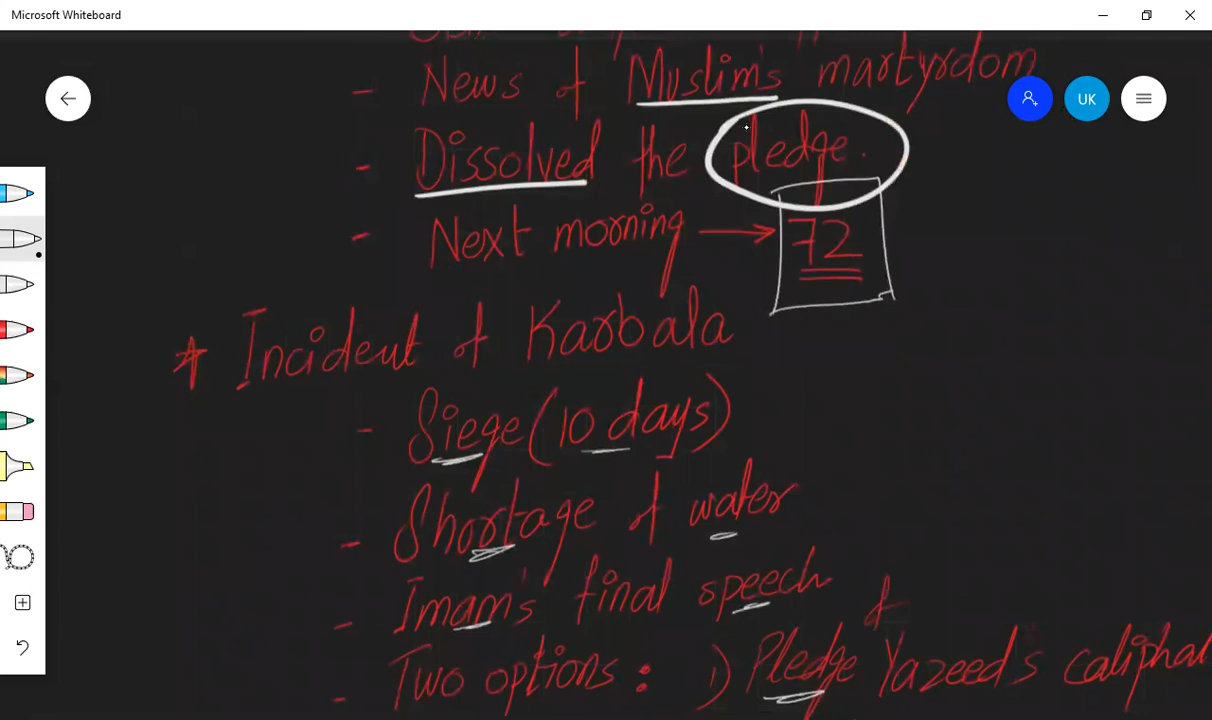 Microsoft Whiteboard
- News of Muslim's martyrdom
UK
- Dissolved the pledge.
- Next morning → 72
* Incident of Karbala
- Siege (10 days)
- Shortage of water
- Imam's final speech
- Two options: 1) Pledge Yazeed's caliphat
of